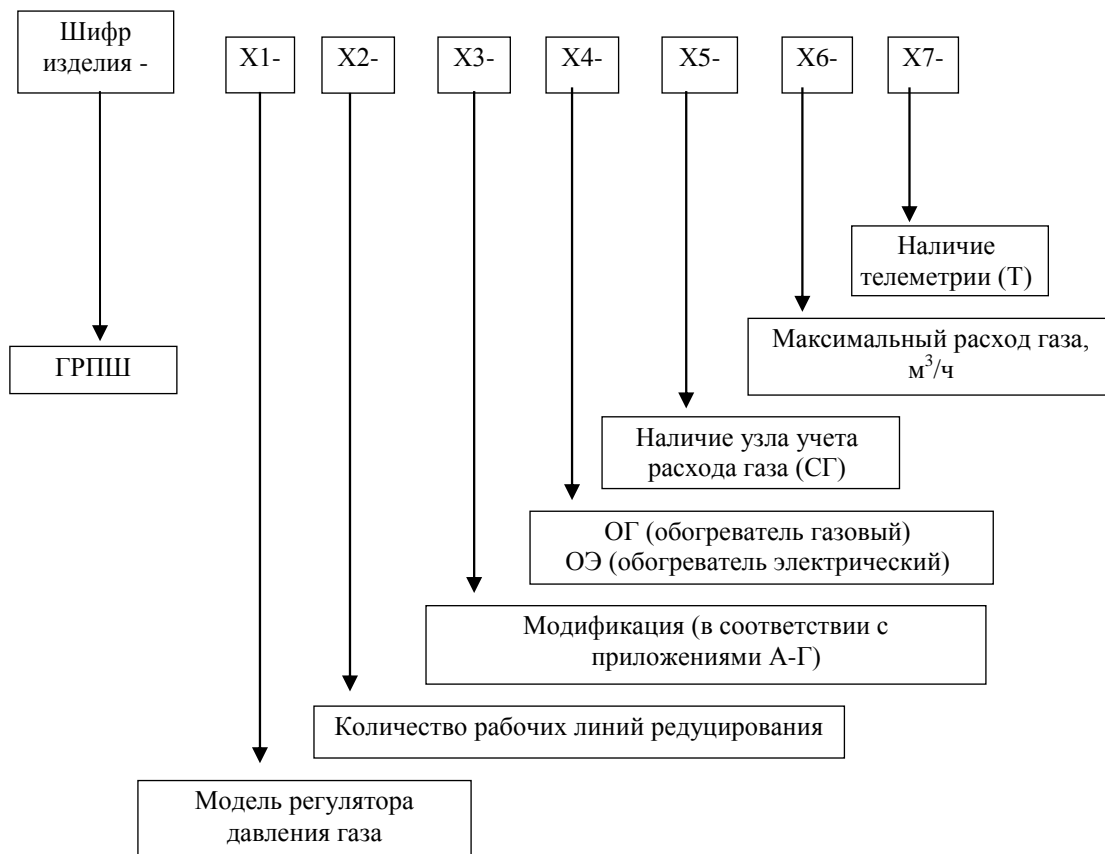 Шифр
изделия -
X1-
X2-
X3-
X4-
X5-
X6-
X7-
Наличие
телеметрии (Т)
Максимальный расход газа,
м³/ч
ГРПШ
Наличие узла учета
расхода газа (СГ)
ОГ (обогреватель газовый)
ОЭ (обогреватель электрический)
Модификация (в соответствии с
приложениями А-Г)
Количество рабочих линий редуцирования
Модель регулятора
давления газа